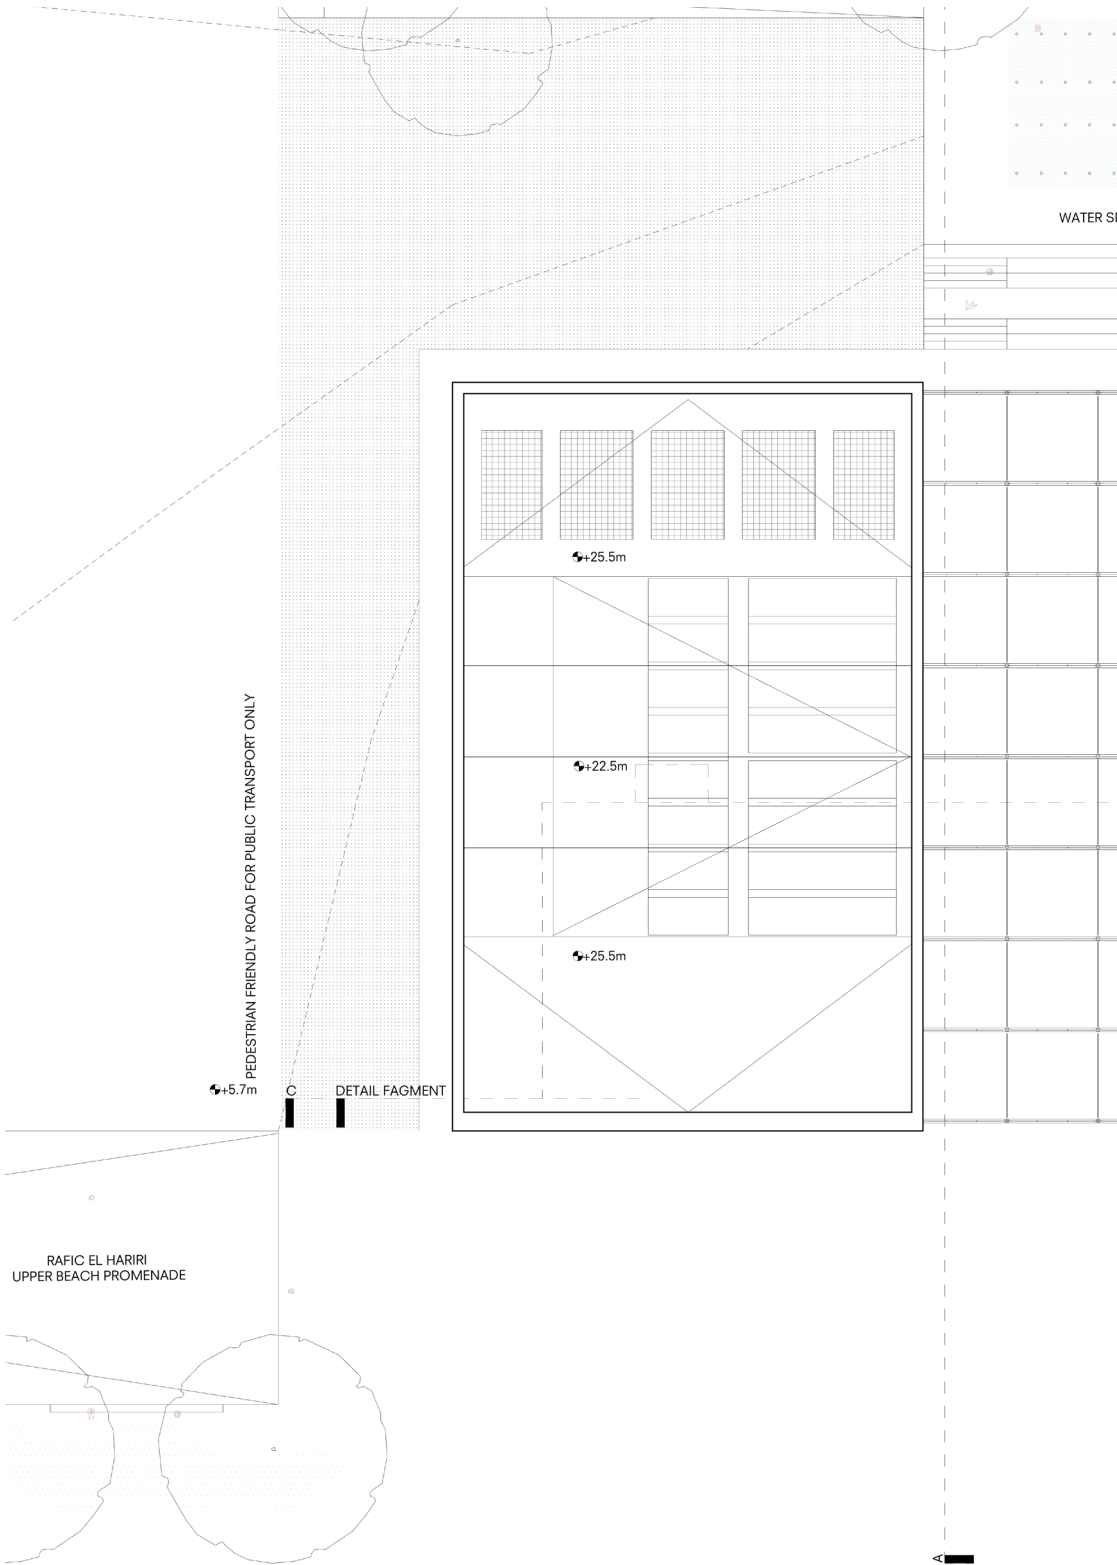 WATER
+25.5m
PEDESTRIAN FRIENDLY ROAD FOR PUBLIC TRANSPORT ONLY
+22.5m
+25.5m
+5.7m
C
DETAIL FAGMENT
RAFIC EL HARIRI
UPPER BEACH PROMENADE
A